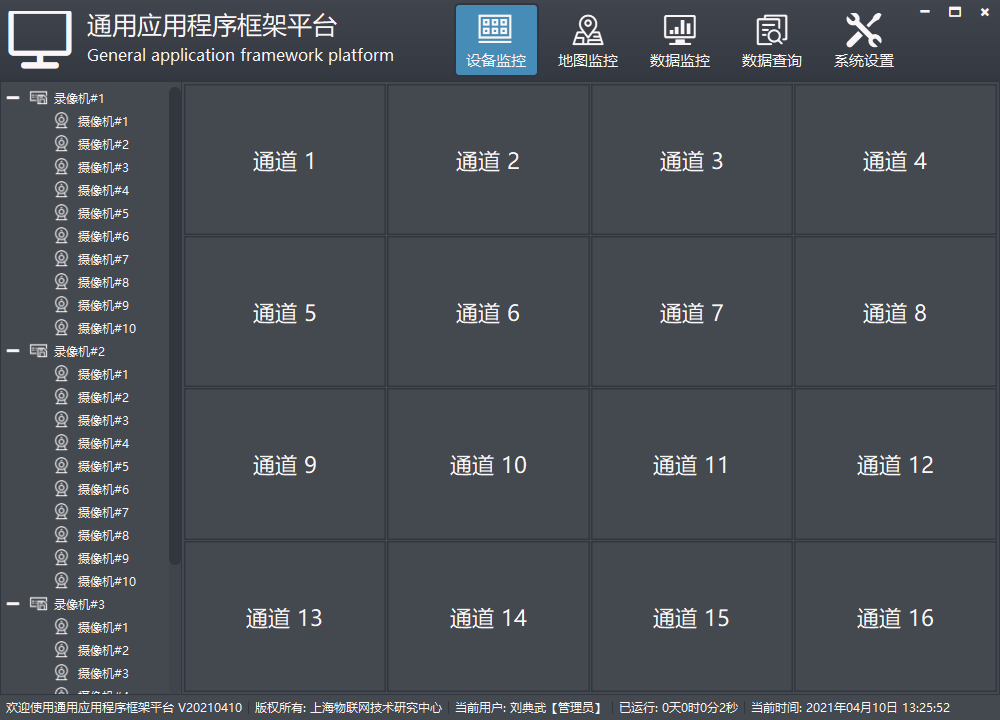 通用应用程序框架平台
General application framework platform
设备监控
地图监控
数据监控
数据查询
系统设置
录像机#1
摄像机#1
摄像机#2
摄像机#3
摄像机#4
摄像机#5
摄像机#6
摄像机#7
摄像机#8
摄像机#9
摄像机#10
录像机#2
摄像机#1
摄像机#2
摄像机#3
摄像机#4
摄像机#5
摄像机#6
摄像机#7
摄像机#8
摄像机#9
摄像机#10
录像机#3
摄像机#1
摄像机#2
摄像机#3
通道 1
通道 2
通道 3
通道 4
通道 5
通道 6
通道 7
通道 8
通道 9
通道 10
通道 11
通道 12
通道 13
通道 14
通道 15
通道 16
欢迎使用通用应用程序框架平台 V20210410
版权所有: 上海物联网技术研究中心
当前用户: 刘典武【管理员】
已运行: 0天0时0分2秒
当前时间: 2021年04月10日 13:25:52